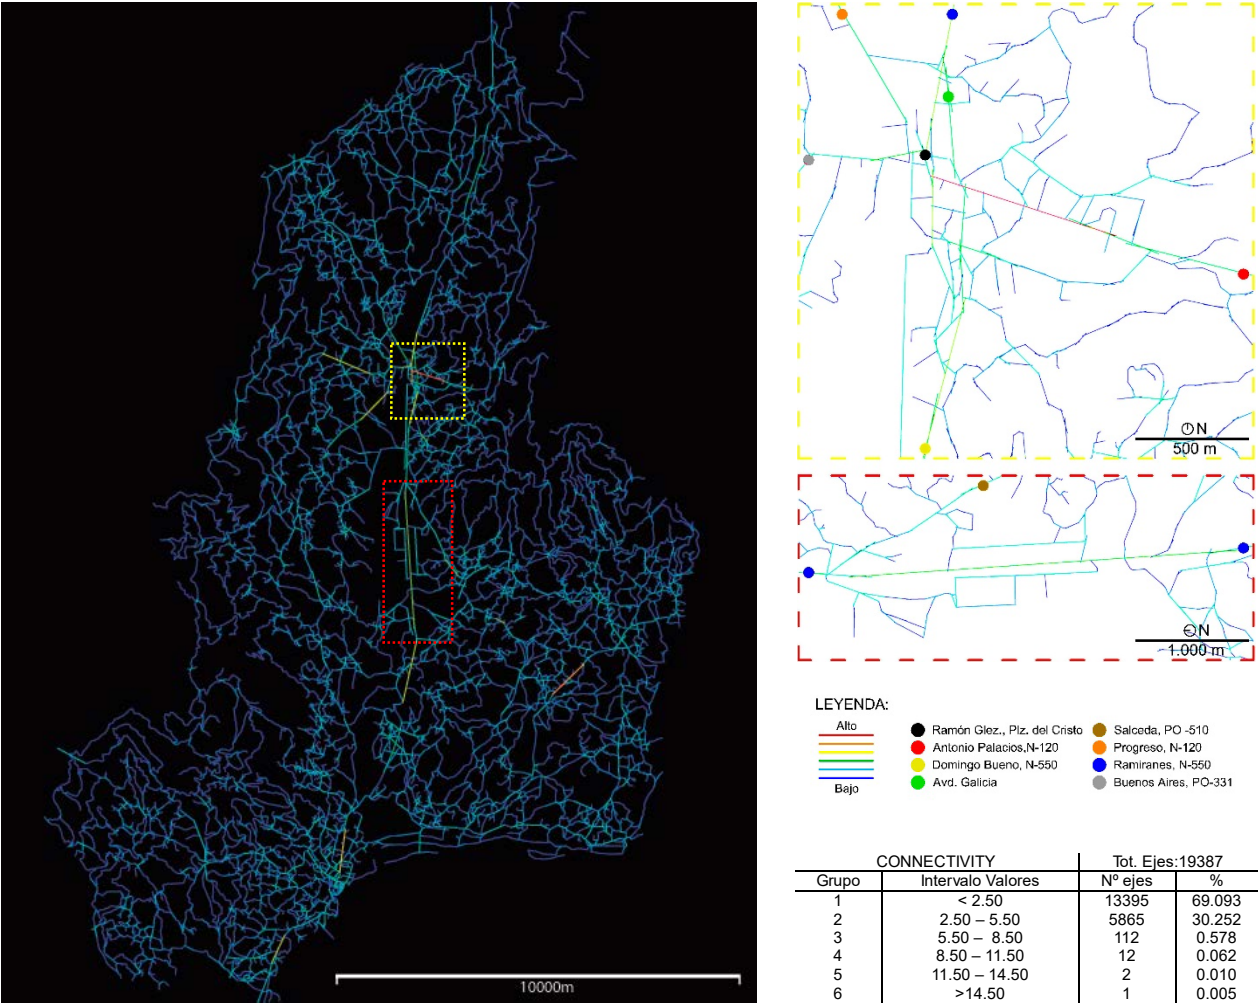 10000m
N
500 m
N
1.000 m
LEYENDA:
Alto
Bajo
Ramón Glez., Plz. del Cristo
Antonio Palacios,N-120
Domingo Bueno, N-550
Avd. Galicia
Salceda, PO -510
Progreso, N-120
Ramiranes, N-550
Buenos Aires, PO-331
CONNECTIVITY Tot. Ejes:19387
Grupo Intervalo Valores Nº ejes %
1 < 2.50 13395 69.093
2 2.50 – 5.50 5865 30.252
3 5.50 – 8.50 112 0.578
4 8.50 – 11.50 12 0.062
5 11.50 – 14.50 2 0.010
6 >14.50 1 0.005